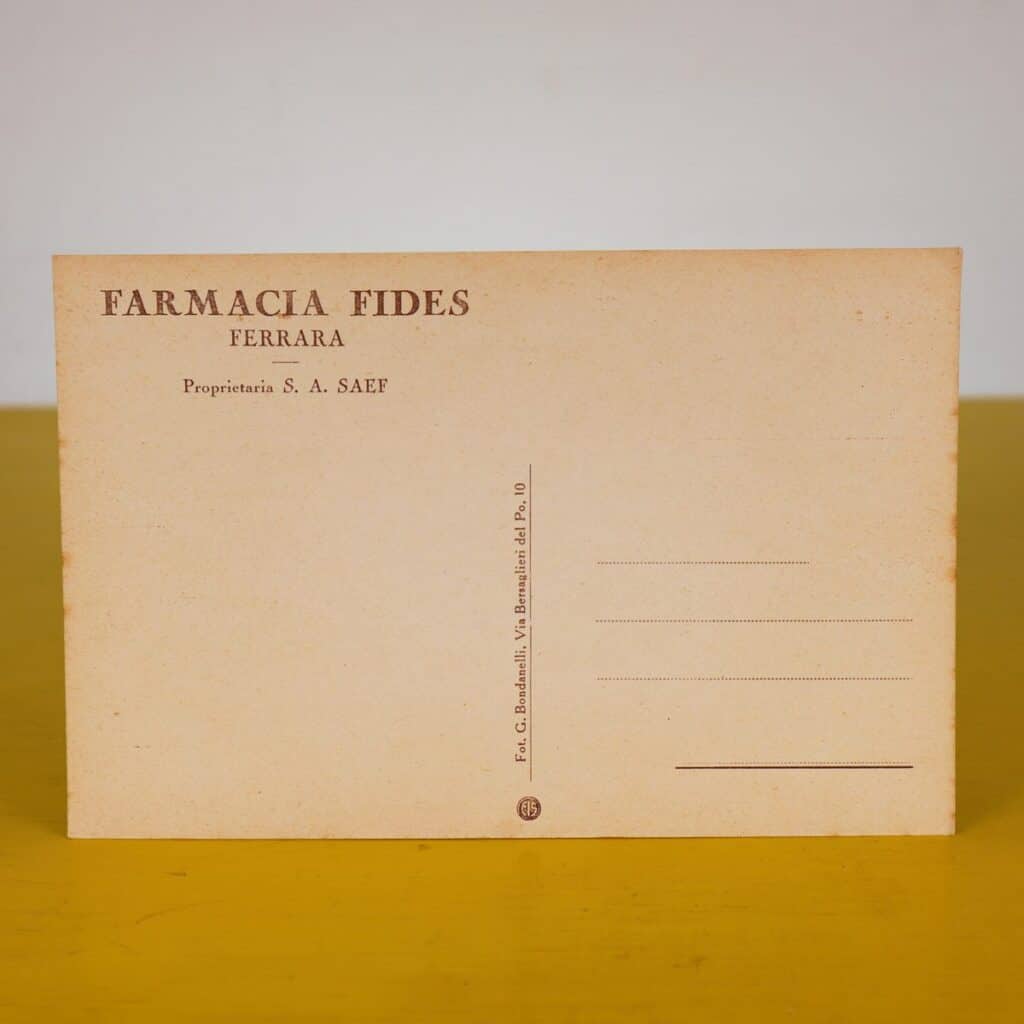 FARMACIA FIDES
FERRARA
Proprietaria S. A. SAEF
Fot. G. Bondanelli, Via Bersaglieri del Po, 10